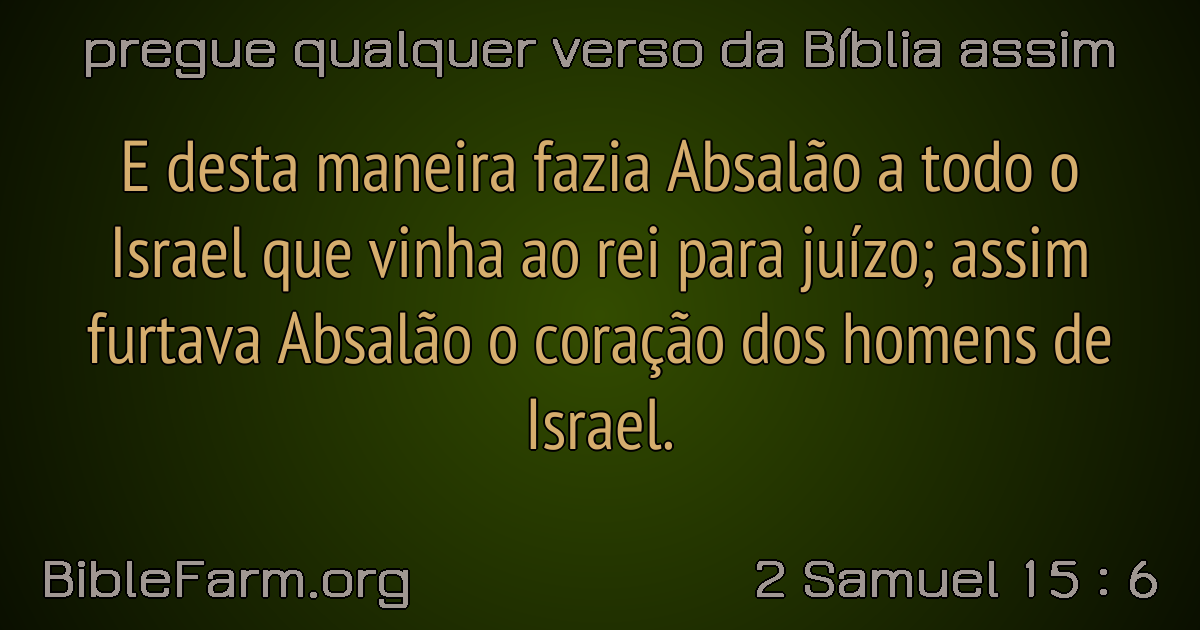 pregue qualquer verso da Bíblia assim
E desta maneira fazia Absalão a todo o
Israel que vinha ao rei para juízo; assim
furtava Absalão o coração dos homens de
Israel.
BibleFarm.org
2 Samuel 15 : 6